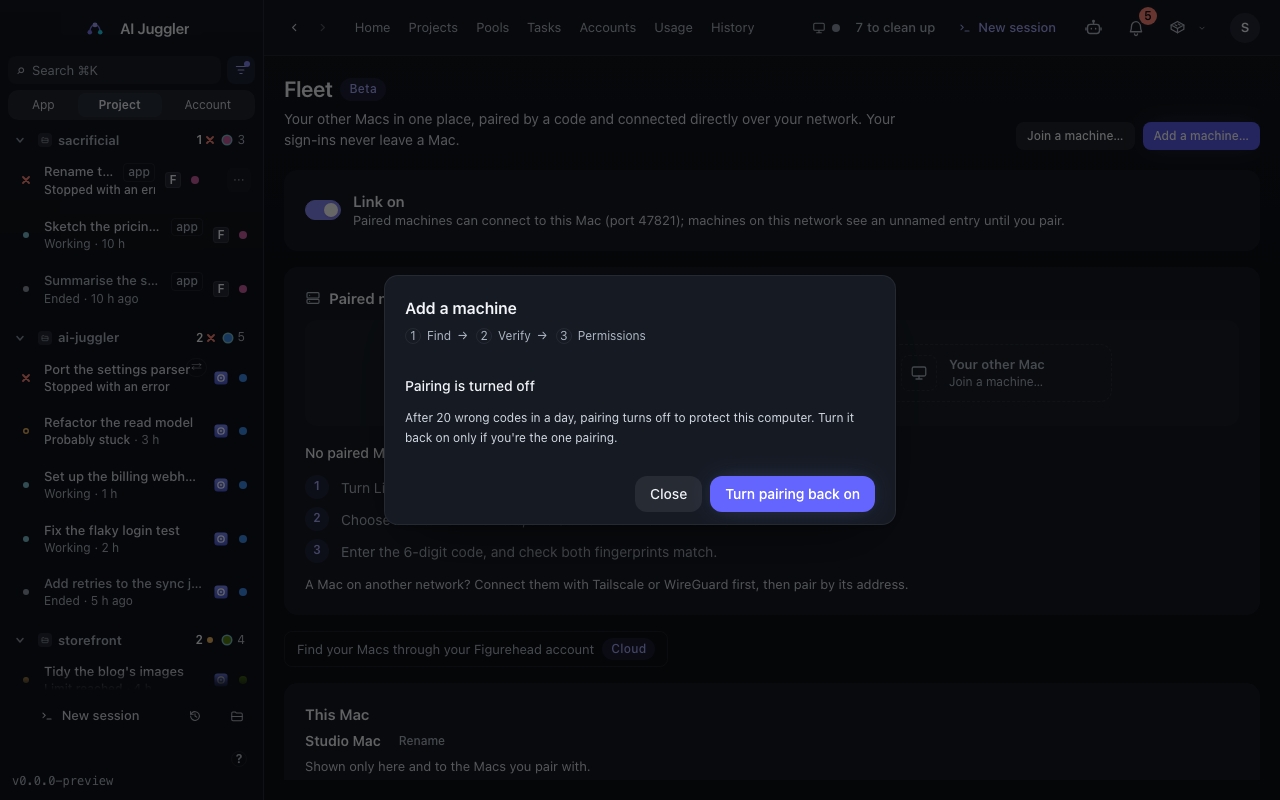 AI Juggler
Search ⌘K
App Project Account
sacrificial 1 3
Rename t... app F
Stopped with an err
Sketch the pricin... app F
Working · 10 h
Summarise the s... app F
Ended · 10 h ago
ai-juggler 2 5
Port the settings parser
Stopped with an error
Refactor the read model
Probably stuck · 3 h
Set up the billing webh...
Working · 1 h
Fix the flaky login test
Working · 2 h
Add retries to the sync j...
Ended · 5 h ago
storefront 2 4
Tidy the blog's images
New session
?
v0.0.0-preview
Home Projects Pools Tasks Accounts Usage History 7 to clean up New session 5 S
Fleet Beta
Your other Macs in one place, paired by a code and connected directly over your network. Your
sign-ins never leave a Mac.
Join a machine... Add a machine...
Link on
Paired machines can connect to this Mac (port 47821); machines on this network see an unnamed entry until you pair.
Paired
Your other Mac
Join a machine...
Add a machine
1 Find → 2 Verify → 3 Permissions
Pairing is turned off
After 20 wrong codes in a day, pairing turns off to protect this computer. Turn it
back on only if you're the one pairing.
Close Turn pairing back on
No paired
1 Turn
2 Choose
3 Enter the 6-digit code, and check both fingerprints match.
A Mac on another network? Connect them with Tailscale or WireGuard first, then pair by its address.
Find your Macs through your Figurehead account Cloud
This Mac
Studio Mac Rename
Shown only here and to the Macs you pair with.